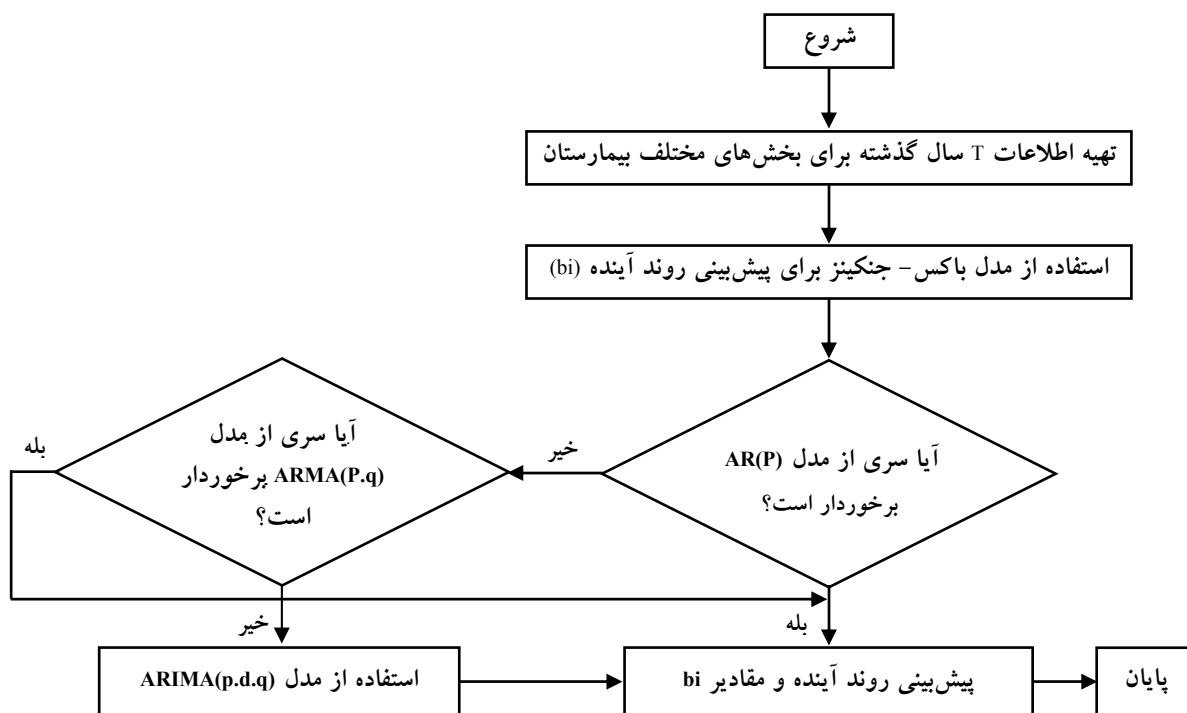 شروع
تهیه اطلاعات T سال گذشته برای بخش‌های مختلف بیمارستان
استفاده از مدل باکس – جنکینز برای پیش‌بینی روند آینده (bi)
آیا سری از مدل AR(P)
برخوردار است؟
خیر
آیا سری از مدل
ARMA(P.q) برخوردار
است؟
بله
خیر
بله
استفاده از مدل ARIMA(p.d.q)
پیش‌بینی روند آینده و مقادیر bi
پایان